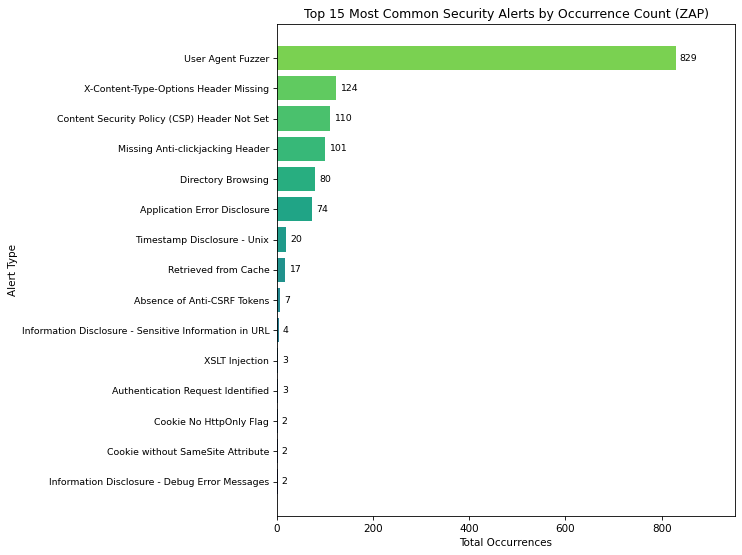 Top 15 Most Common Security Alerts by Occurrence Count (ZAP)
Alert Type
User Agent Fuzzer 829
X-Content-Type-Options Header Missing 124
Content Security Policy (CSP) Header Not Set 110
Missing Anti-clickjacking Header 101
Directory Browsing 80
Application Error Disclosure 74
Timestamp Disclosure - Unix 20
Retrieved from Cache 17
Absence of Anti-CSRF Tokens 7
Information Disclosure - Sensitive Information in URL 4
XSLT Injection 3
Authentication Request Identified 3
Cookie No HttpOnly Flag 2
Cookie without SameSite Attribute 2
Information Disclosure - Debug Error Messages 2
0 200 400 600 800
Total Occurrences